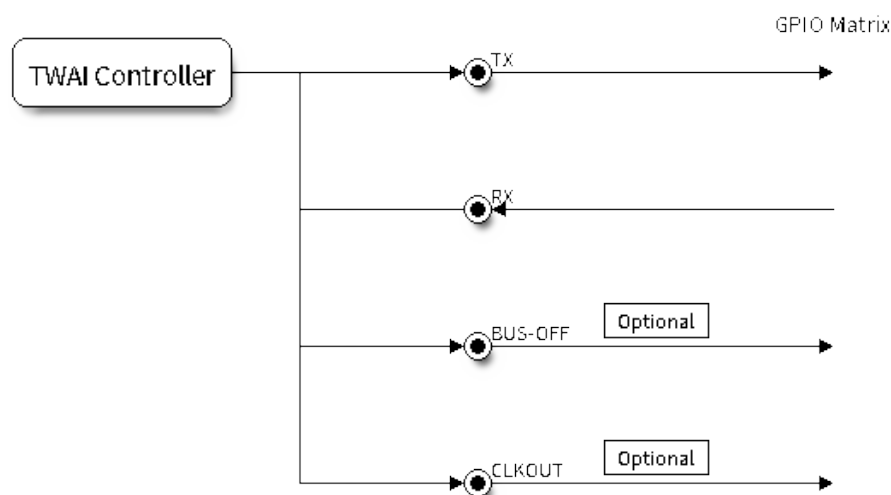 GPIO Matrix
TWAI Controller
TX
RX
BUS-OFF
Optional
CLKOUT
Optional